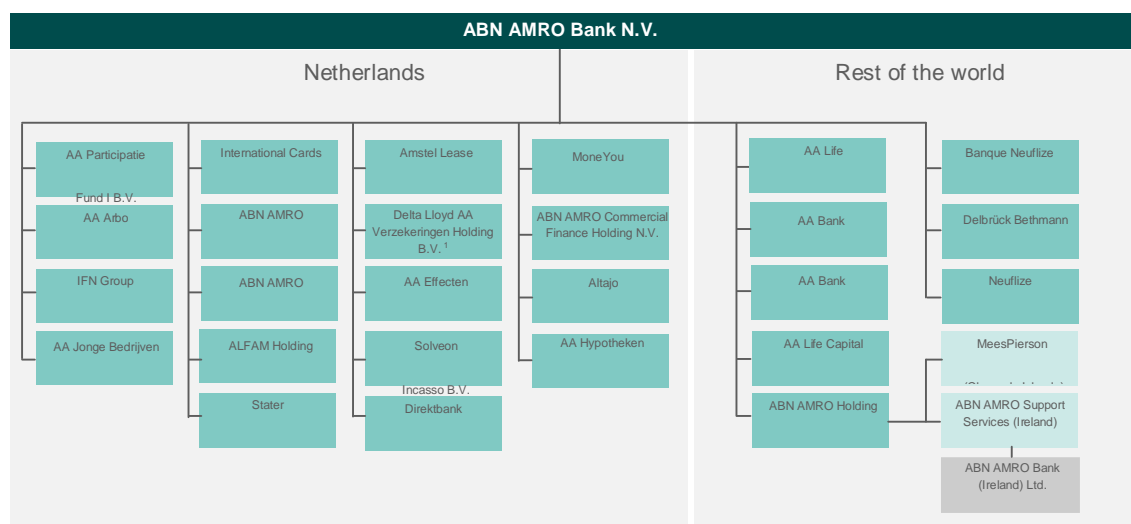 ABN AMRO Bank N.V.
Netherlands
Rest of the world
AA Participatie
Fund I B.V.
AA Arbo
IFN Group
AA Jonge Bedrijven
International Cards
ABN AMRO
ABN AMRO
ALFAM Holding
Stater
Amstel Lease
Delta Lloyd AA
Verzekeringen Holding
B.V. 1
AA Effecten
Solveon
Incasso B.V.
Direktbank
MoneYou
ABN AMRO Commercial
Finance Holding N.V.
Altajo
AA Hypotheken
AA Life
AA Bank
AA Bank
AA Life Capital
ABN AMRO Holding
Banque Neuflize
Delbrück Bethmann
Neuflize
MeesPierson
ABN AMRO Support
Services (Ireland)
ABN AMRO Bank
(Ireland) Ltd.